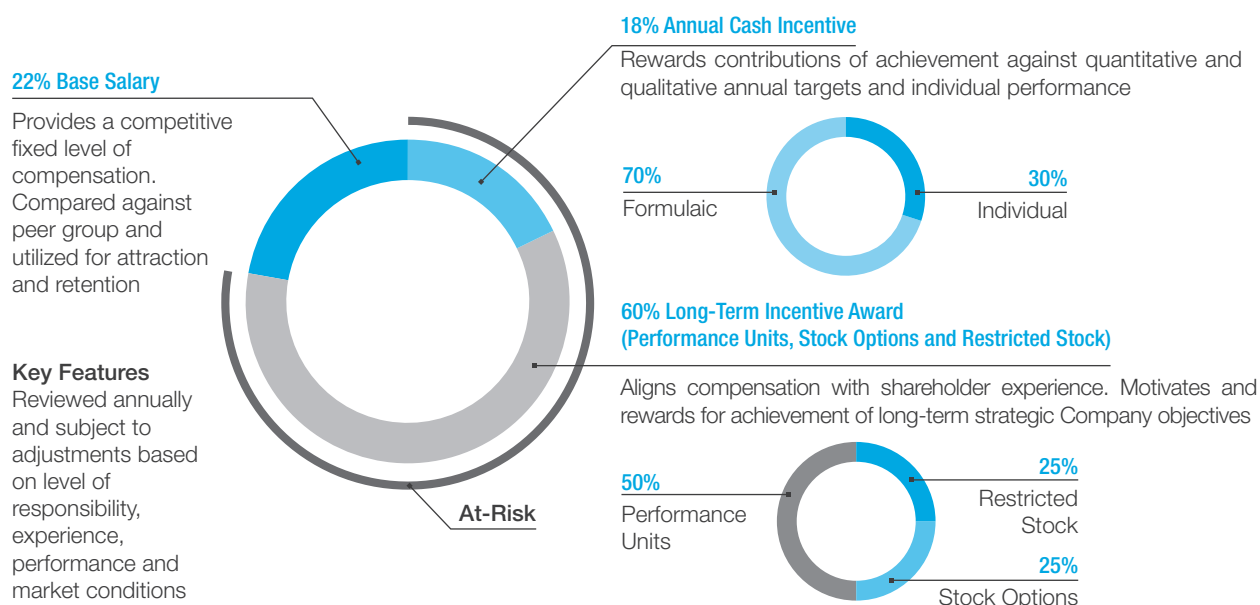 22% Base Salary
Provides a competitive
fixed level of
compensation.
Compared against
peer group and
utilized for attraction
and retention
Key Features
Reviewed annually
and subject to
adjustments based
on level of
responsibility,
experience,
performance and
market conditions
At-Risk
18% Annual Cash Incentive
Rewards contributions of achievement against quantitative and
qualitative annual targets and individual performance
70%
Formulaic
30%
Individual
60% Long-Term Incentive Award
(Performance Units, Stock Options and Restricted Stock)
Aligns compensation with shareholder experience. Motivates and
rewards for achievement of long-term strategic Company objectives
50%
Performance
Units
25%
Restricted
Stock
25%
Stock Options